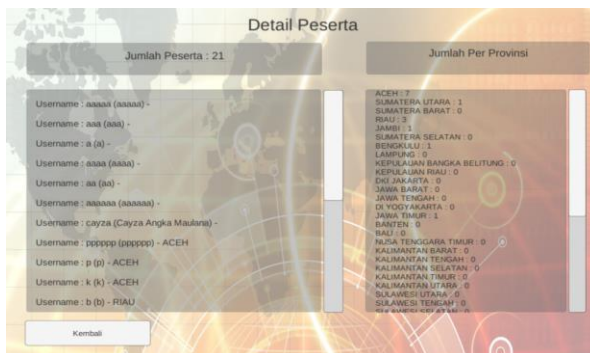 Detail Peserta
Jumlah Peserta : 21
Username : aaaaa (aaaaa) -
Username : aaa (aaa) -
Username : a (a) -
Username : aaaa (aaaa) -
Username : aa (aa) -
Username : aaaaaa (aaaaaa) -
Username : cayza (Cayza Angka Maulana) -
Username : pppppp (pppppp) - ACEH
Username : p (p) - ACEH
Username : k (k) - ACEH
Username : b (b) - RIAU
Kembali
Jumlah Per Provinsi
ACEH : 7
SUMATERA UTARA : 1
SUMATERA BARAT : 0
RIAU : 3
JAMBI : 1
SUMATERA SELATAN : 0
BENGKULU : 1
LAMPUNG : 0
KEPULAUAN BANGKA BELITUNG : 0
KEPULAUAN RIAU : 0
DKI JAKARTA : 0
JAWA BARAT : 0
JAWA TENGAH : 0
DI YOGYAKARTA : 0
JAWA TIMUR : 1
BANTEN : 0
BALI : 0
NUSA TENGGARA TIMUR : 0
KALIMANTAN BARAT : 0
KALIMANTAN TENGAH : 0
KALIMANTAN SELATAN : 0
KALIMANTAN TIMUR : 0
KALIMANTAN UTARA : 0
SULAWESI UTARA : 0
SULAWESI TENGAH : 0
SULAWESI SELATAN : 0